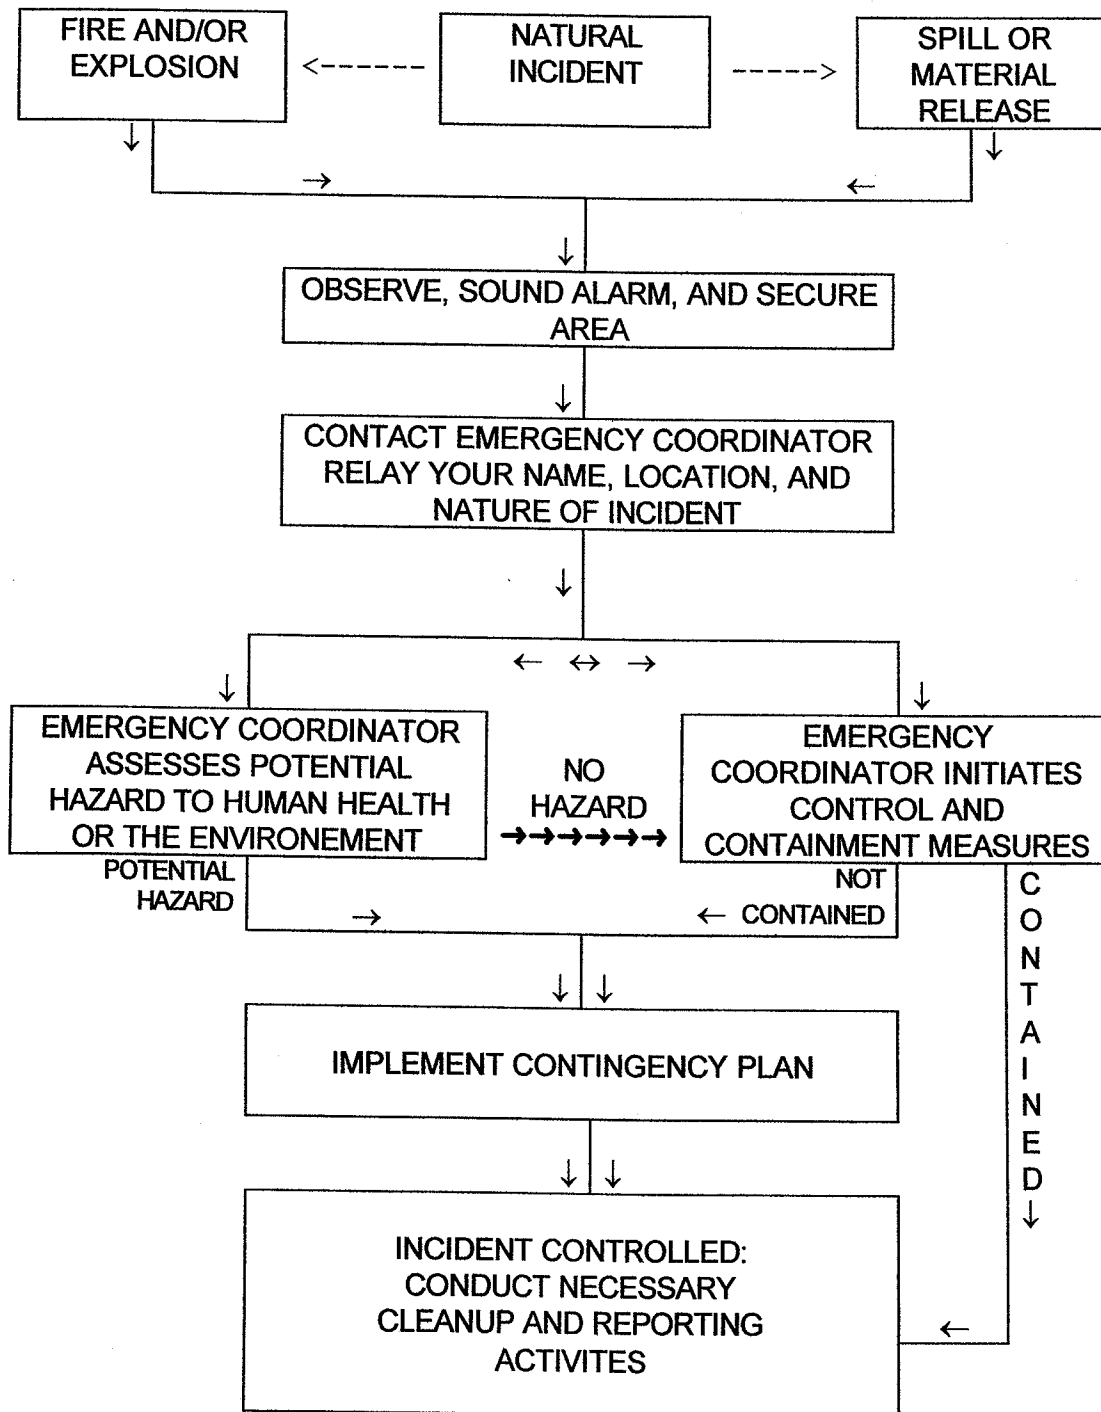 FIRE AND/OR
EXPLOSION
NATURAL
INCIDENT
SPILL OR
MATERIAL
RELEASE
OBSERVE, SOUND ALARM, AND SECURE
AREA
CONTACT EMERGENCY COORDINATOR
RELAY YOUR NAME, LOCATION, AND
NATURE OF INCIDENT
EMERGENCY COORDINATOR
ASSESSES POTENTIAL
HAZARD TO HUMAN HEALTH
OR THE ENVIRONEMENT
NO
HAZARD
EMERGENCY
COORDINATOR INITIATES
CONTROL AND
CONTAINMENT MEASURES
POTENTIAL
HAZARD
NOT
CONTAINED
CONTAINED
IMPLEMENT CONTINGENCY PLAN
INCIDENT CONTROLLED:
CONDUCT NECESSARY
CLEANUP AND REPORTING
ACTIVITES